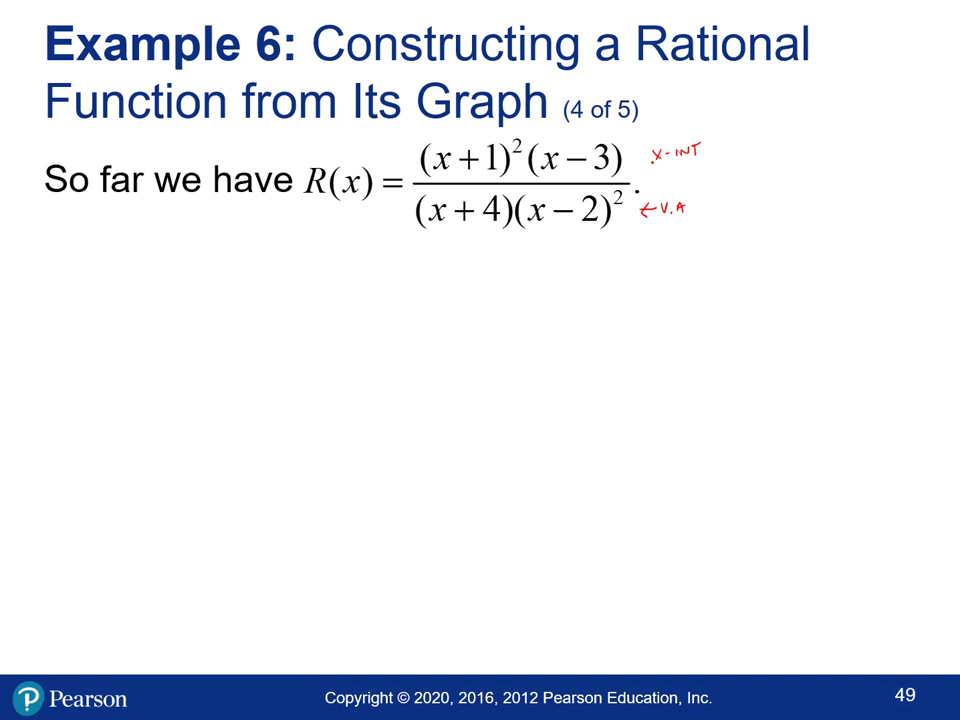 Example 6: Constructing a Rational
Function from Its Graph (4 of 5)
So far we have R(x) = (x + 1)²(x − 3) / (x + 4)(x − 2)².
x-INT
← V.A
Pearson
Copyright © 2020, 2016, 2012 Pearson Education, Inc.
49